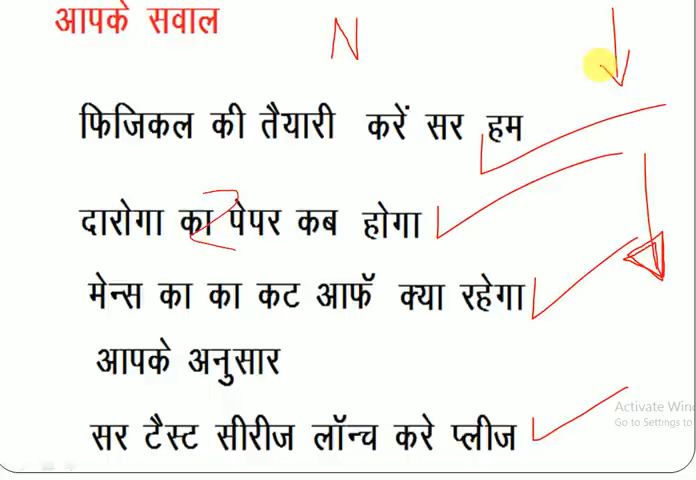 आपके सवाल
N
फिजिकल की तैयारी करें सर हम
दारोगा का पेपर कब होगा
मेन्स का का कट आफॅ क्या रहेगा
आपके अनुसार
Activate Win
Go to Settings to
सर टैस्ट सीरीज लॉन्च करे प्लीज